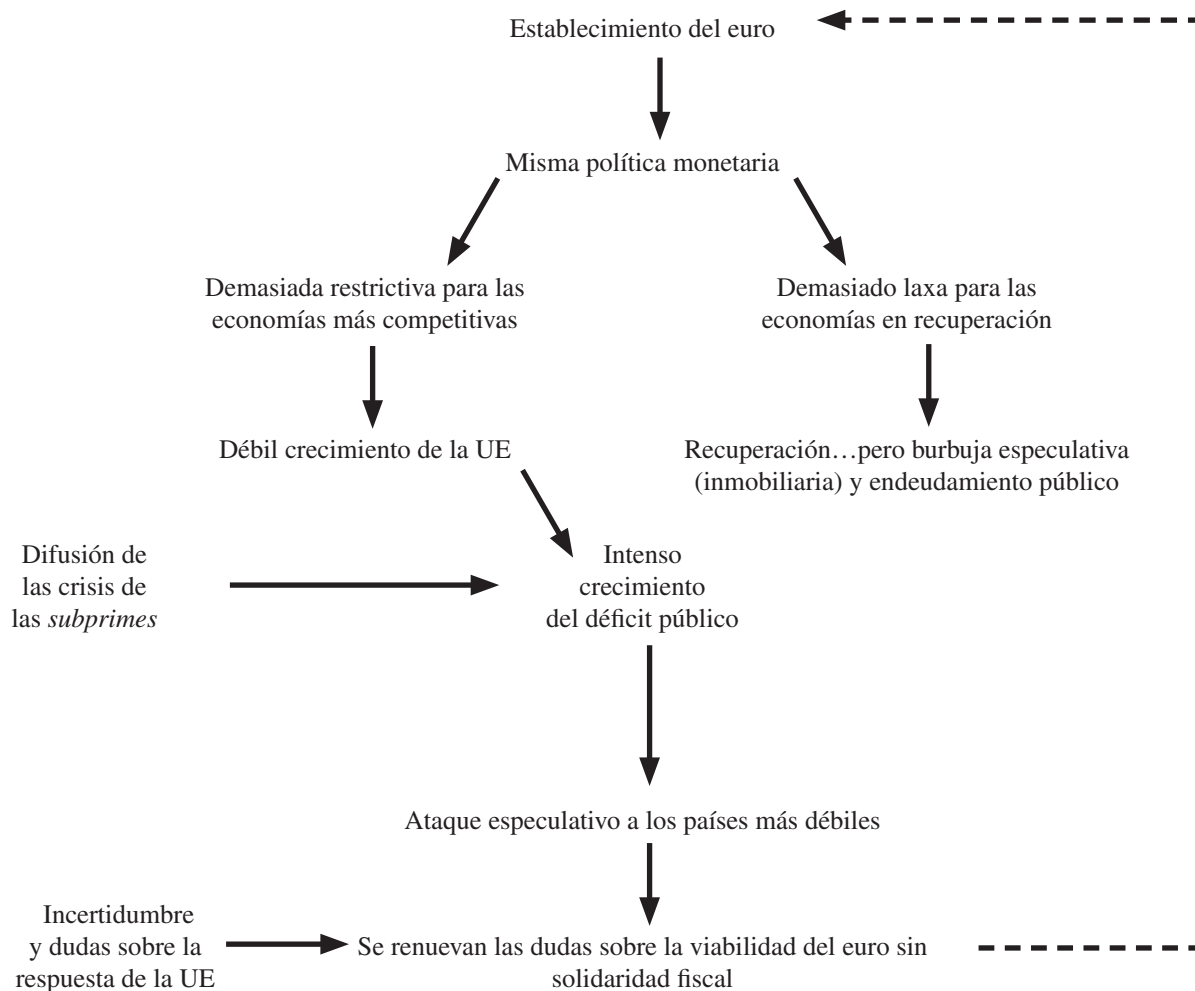 Establecimiento del euro
Misma política monetaria
Demasiada restrictiva para las
economías más competitivas
Demasiado laxa para las
economías en recuperación
Débil crecimiento de la UE
Recuperación…pero burbuja especulativa
(inmobiliaria) y endeudamiento público
Difusión de
las crisis de
las subprimes
Intenso
crecimiento
del déficit público
Ataque especulativo a los países más débiles
Incertidumbre
y dudas sobre la
respuesta de la UE
Se renuevan las dudas sobre la viabilidad del euro sin
solidaridad fiscal